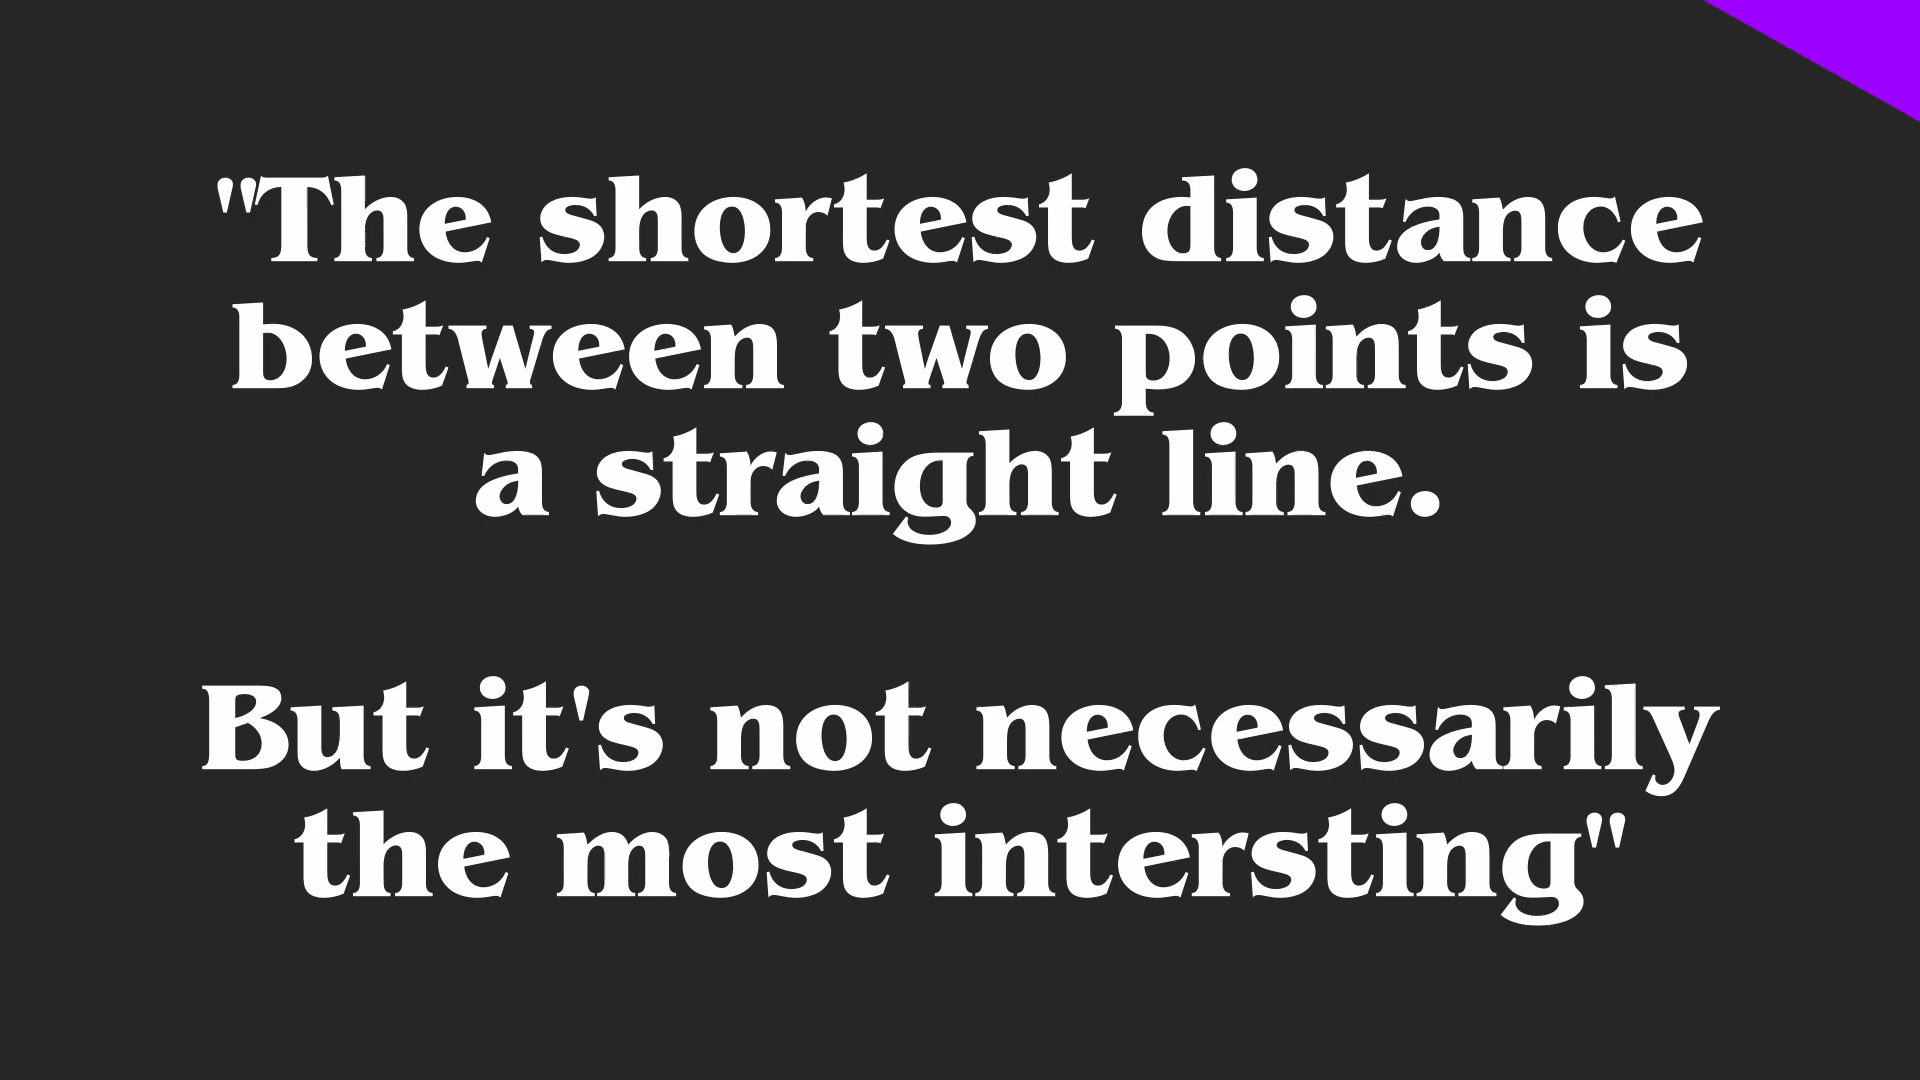 "The shortest distance
between two points is
a straight line.
But it's not necessarily
the most intersting"